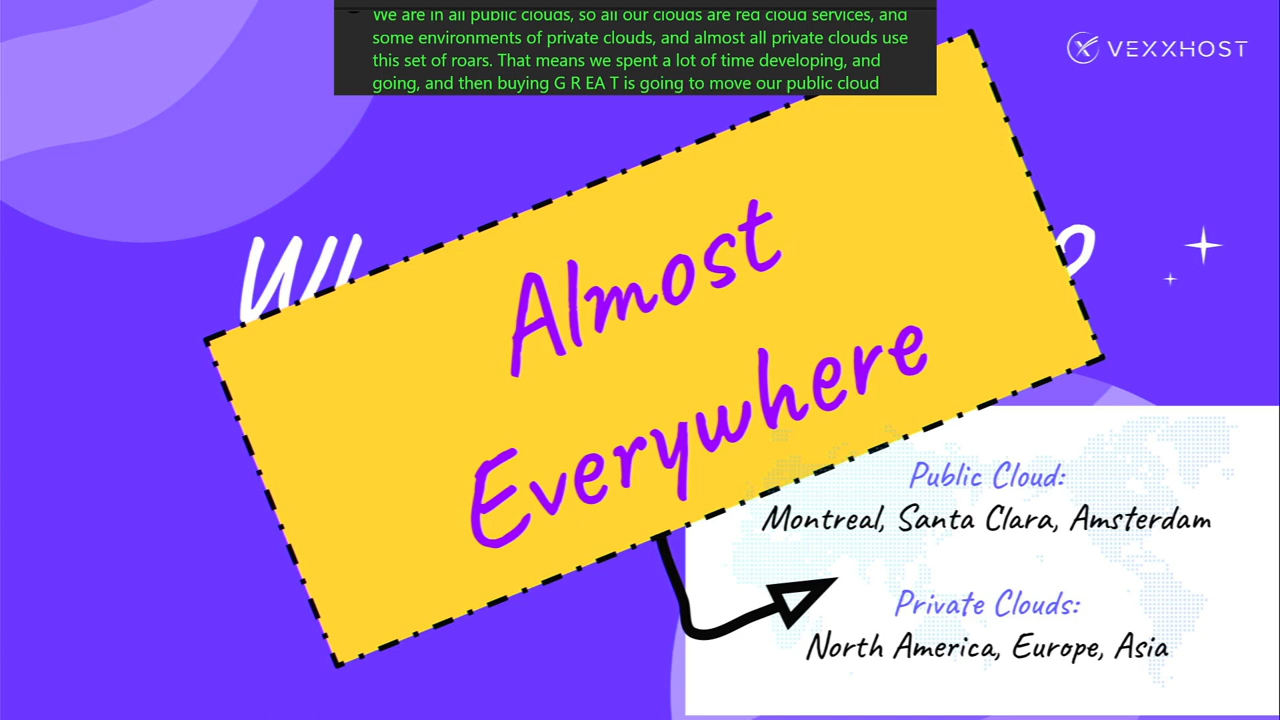 We are in all public clouds, so all our clouds are red cloud services, and
some environments of private clouds, and almost all private clouds use
this set of roars. That means we spent a lot of time developing, and
going, and then buying G R EA T is going to move our public cloud
VEXXHOST
Almost
Everywhere
Public Cloud:
Montreal, Santa Clara, Amsterdam
Private Clouds:
North America, Europe, Asia